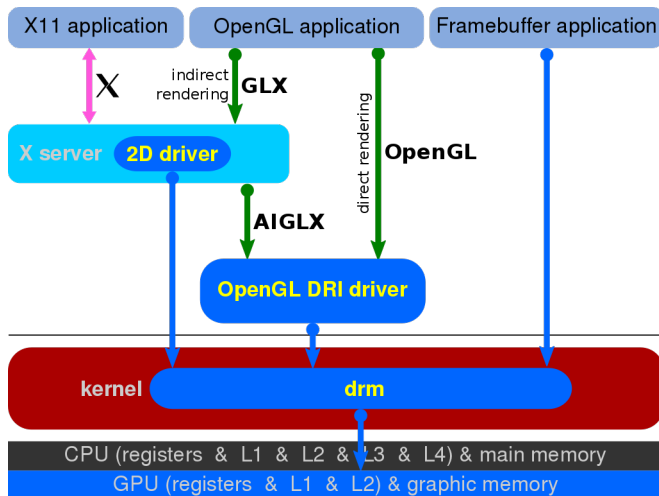 X11 application
OpenGL application
Framebuffer application
X
indirect
rendering
GLX
direct rendering
OpenGL
X server
2D driver
AIGLX
OpenGL DRI driver
kernel
drm
CPU (registers & L1 & L2 & L3 & L4) & main memory
GPU (registers & L1 & L2) & graphic memory